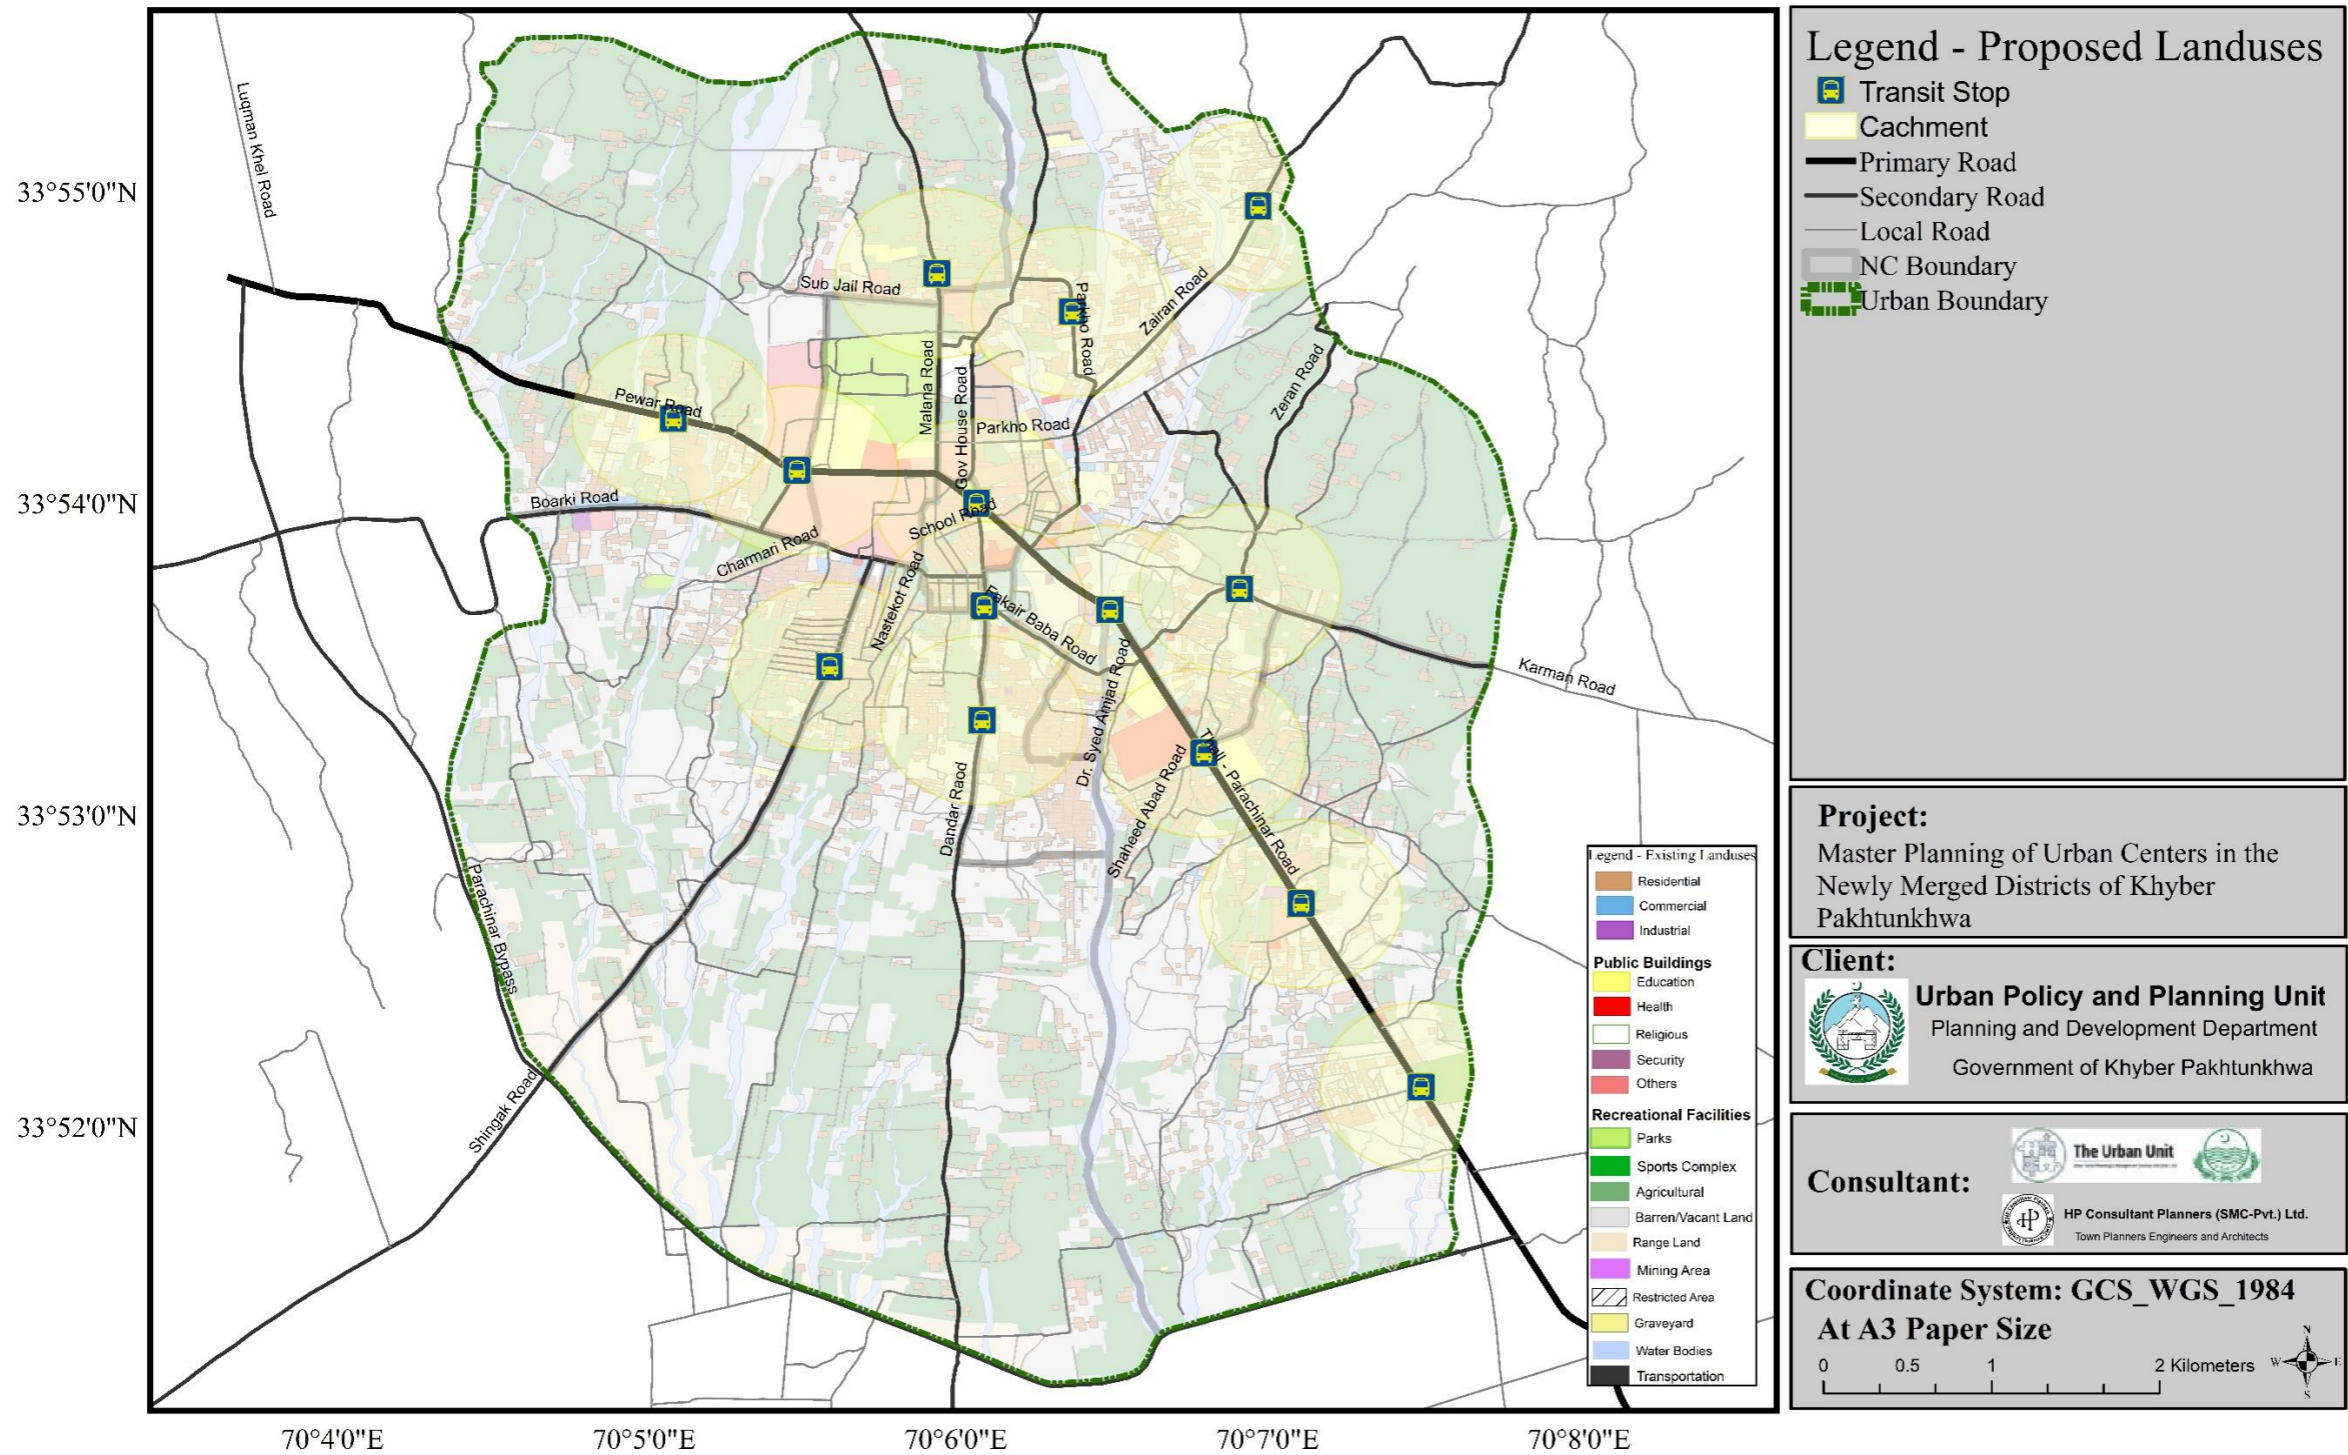 Luqman Khel Road
Sub Jail Road
Parkho Road
Zairan Road
Zeran Road
Malana Road
Gov House Road
Parkho Road
Pewar Road
Boarki Road
Charmari Road
School Road
Nastekot Road
Fakair Baba Road
Dr. Syed Amjad Road
Karman Road
Dandar Raod
Shaheed Abad Road
Thall - Parachinar Road
Parachinar Bypass
Shingak Road
33°55'0"N
33°54'0"N
33°53'0"N
33°52'0"N
70°4'0"E
70°5'0"E
70°6'0"E
70°7'0"E
70°8'0"E
Legend - Existing Landuses
Residential
Commercial
Industrial
Public Buildings
Education
Health
Religious
Security
Others
Recreational Facilities
Parks
Sports Complex
Agricultural
Barren/Vacant Land
Range Land
Mining Area
Restricted Area
Graveyard
Water Bodies
Transportation
Legend - Proposed Landuses
Transit Stop
Cachment
Primary Road
Secondary Road
Local Road
NC Boundary
Urban Boundary
Project:
Master Planning of Urban Centers in the
Newly Merged Districts of Khyber
Pakhtunkhwa
Client:
Urban Policy and Planning Unit
Planning and Development Department
Government of Khyber Pakhtunkhwa
Consultant:
The Urban Unit
HP
HP Consultant Planners (SMC-Pvt.) Ltd.
Town Planners Engineers and Architects
Coordinate System: GCS_WGS_1984
At A3 Paper Size
0 0.5 1 2 Kilometers
N
W E
S